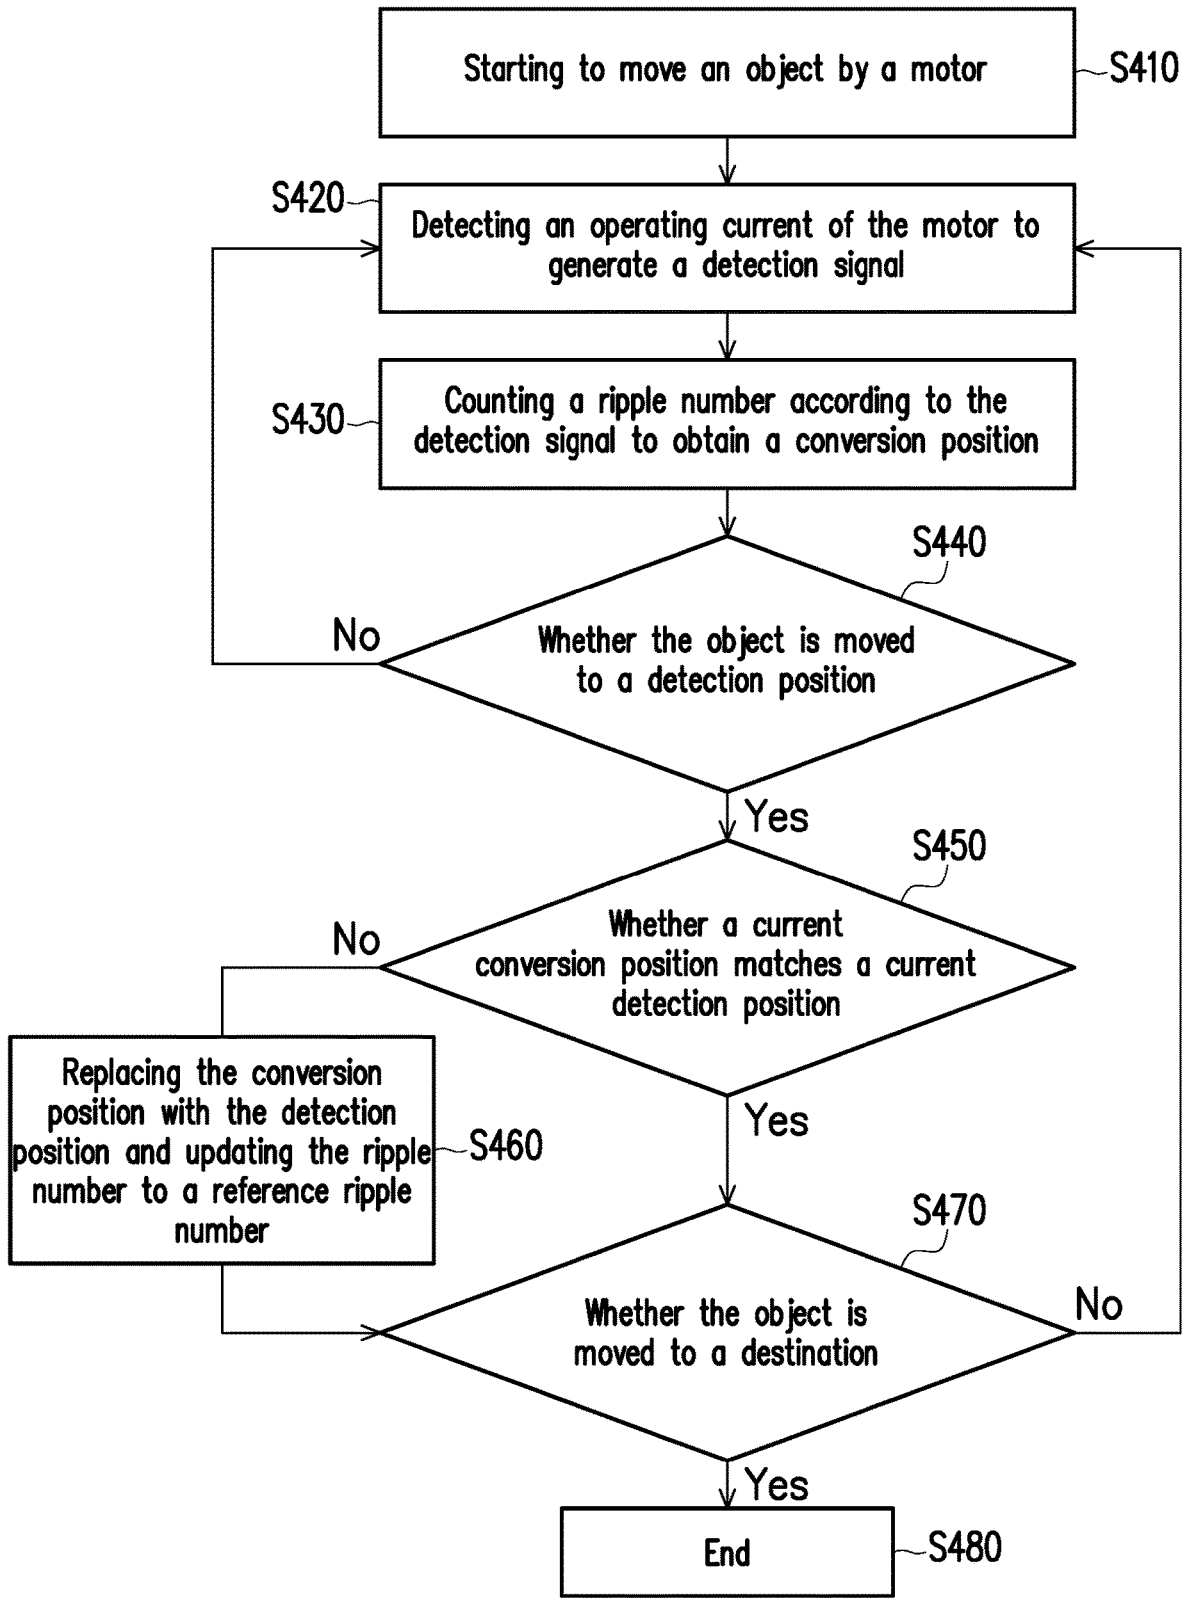 Starting to move an object by a motor
S410
S420
Detecting an operating current of the motor to
generate a detection signal
S430
Counting a ripple number according to the
detection signal to obtain a conversion position
S440
No
Whether the object is moved
to a detection position
Yes
S450
No
Whether a current
conversion position matches a current
detection position
Yes
Replacing the conversion
position with the detection
position and updating the ripple
number to a reference ripple
number
S460
S470
Whether the object is
moved to a destination
No
Yes
End
S480